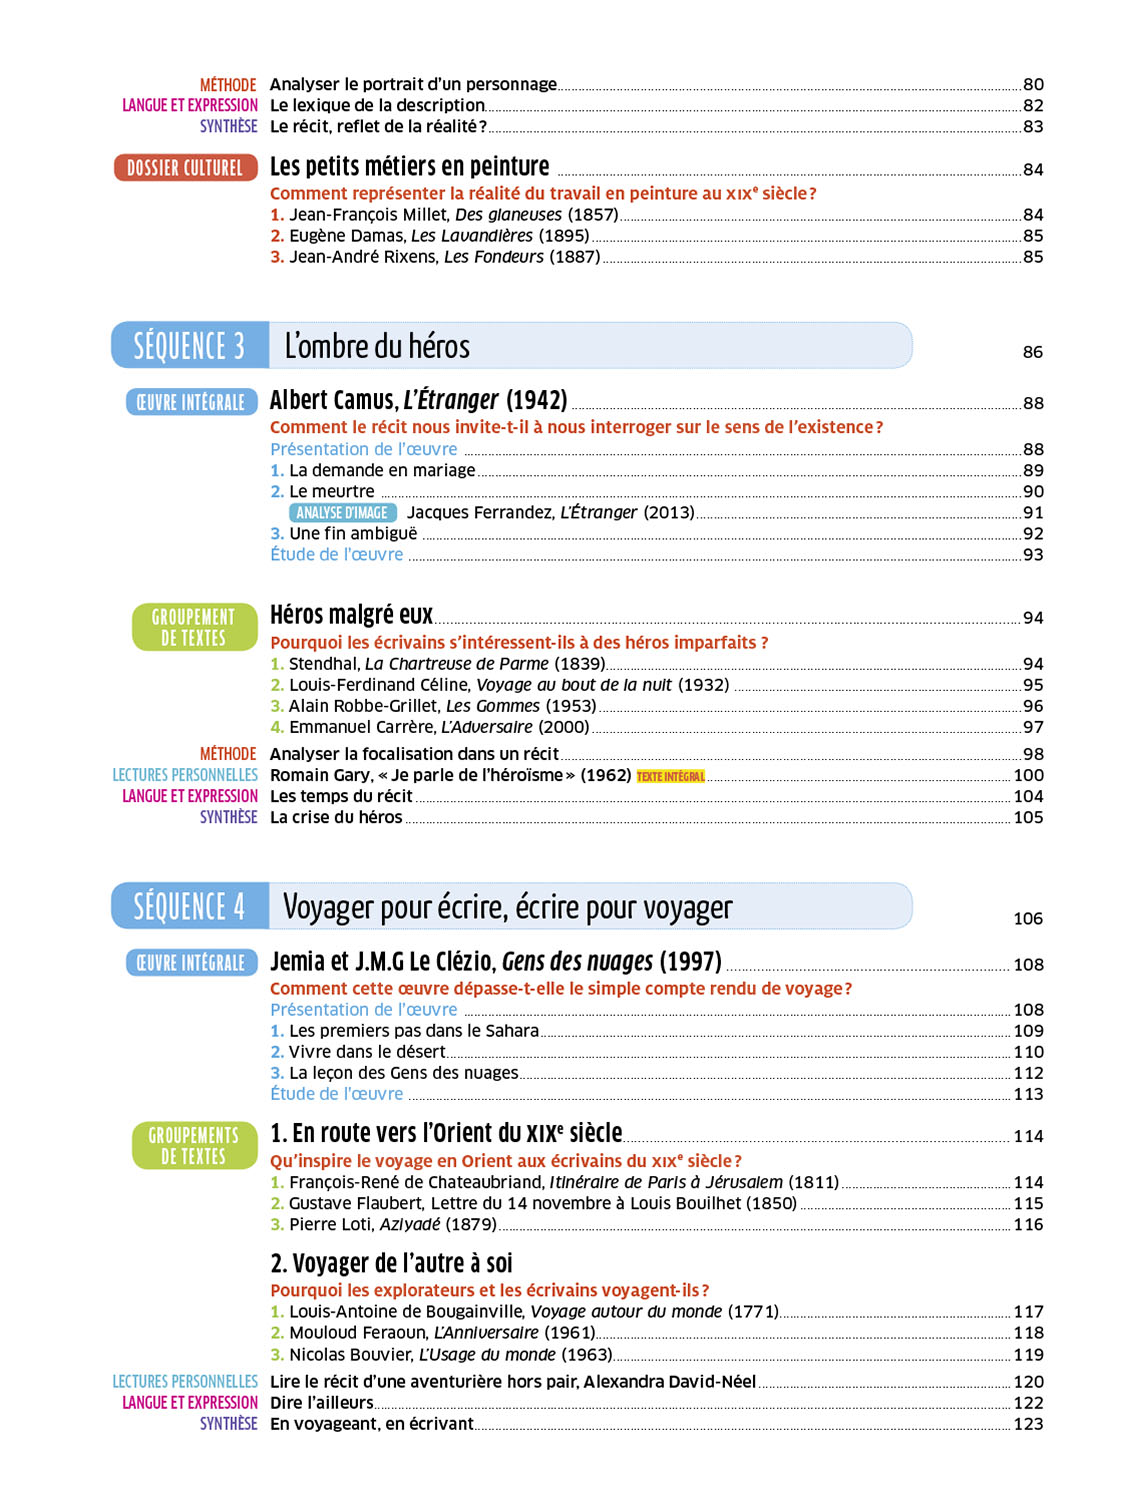 MÉTHODE Analyser le portrait d'un personnage 80
LANGUE ET EXPRESSION Le lexique de la description 82
SYNTHÈSE Le récit, reflet de la réalité ? 83
DOSSIER CULTUREL Les petits métiers en peinture 84
Comment représenter la réalité du travail en peinture au XIXe siècle ?
1. Jean-François Millet, Des glaneuses (1857) 84
2. Eugène Damas, Les Lavandières (1895) 85
3. Jean-André Rixens, Les Fondeurs (1887) 85
SÉQUENCE 3 L'ombre du héros 86
ŒUVRE INTÉGRALE Albert Camus, L'Étranger (1942) 88
Comment le récit nous invite-t-il à nous interroger sur le sens de l'existence ?
Présentation de l'œuvre 88
1. La demande en mariage 89
2. Le meurtre 90
ANALYSE D'IMAGE Jacques Ferrandez, L'Étranger (2013) 91
3. Une fin ambiguë 92
Étude de l'œuvre 93
GROUPEMENT DE TEXTES Héros malgré eux 94
Pourquoi les écrivains s'intéressent-ils à des héros imparfaits ?
1. Stendhal, La Chartreuse de Parme (1839) 94
2. Louis-Ferdinand Céline, Voyage au bout de la nuit (1932) 95
3. Alain Robbe-Grillet, Les Gommes (1953) 96
4. Emmanuel Carrère, L'Adversaire (2000) 97
MÉTHODE Analyser la focalisation dans un récit 98
LECTURES PERSONNELLES Romain Gary, « Je parle de l'héroïsme » (1962) TEXTE INTÉGRAL 100
LANGUE ET EXPRESSION Les temps du récit 104
SYNTHÈSE La crise du héros 105
SÉQUENCE 4 Voyager pour écrire, écrire pour voyager 106
ŒUVRE INTÉGRALE Jemia et J.M.G Le Clézio, Gens des nuages (1997) 108
Comment cette œuvre dépasse-t-elle le simple compte rendu de voyage ?
Présentation de l'œuvre 108
1. Les premiers pas dans le Sahara 109
2. Vivre dans le désert 110
3. La leçon des Gens des nuages 112
Étude de l'œuvre 113
GROUPEMENTS DE TEXTES 1. En route vers l'Orient du XIXe siècle 114
Qu'inspire le voyage en Orient aux écrivains du XIXe siècle ?
1. François-René de Chateaubriand, Itinéraire de Paris à Jérusalem (1811) 114
2. Gustave Flaubert, Lettre du 14 novembre à Louis Bouilhet (1850) 115
3. Pierre Loti, Aziyadé (1879) 116
2. Voyager de l'autre à soi
Pourquoi les explorateurs et les écrivains voyagent-ils ?
1. Louis-Antoine de Bougainville, Voyage autour du monde (1771) 117
2. Mouloud Feraoun, L'Anniversaire (1961) 118
3. Nicolas Bouvier, L'Usage du monde (1963) 119
LECTURES PERSONNELLES Lire le récit d'une aventurière hors pair, Alexandra David-Néel 120
LANGUE ET EXPRESSION Dire l'ailleurs 122
SYNTHÈSE En voyageant, en écrivant 123